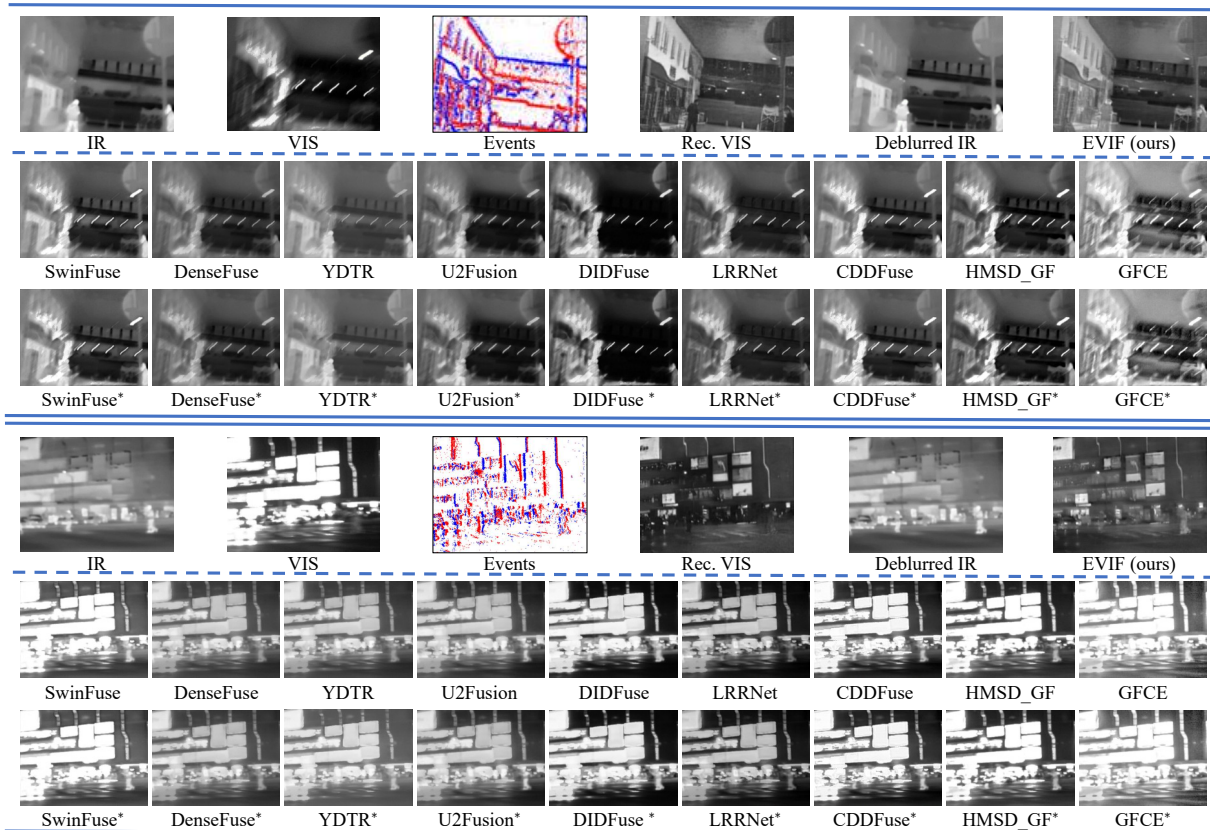 IR VIS Events Rec. VIS Deblurred IR EVIF (ours)
SwinFuse DenseFuse YDTR U2Fusion DIDFuse LRRNet CDDFuse HMSD_GF GFCE
SwinFuse* DenseFuse* YDTR* U2Fusion* DIDFuse * LRRNet* CDDFuse* HMSD_GF* GFCE*
IR VIS Events Rec. VIS Deblurred IR EVIF (ours)
SwinFuse DenseFuse YDTR U2Fusion DIDFuse LRRNet CDDFuse HMSD_GF GFCE
SwinFuse* DenseFuse* YDTR* U2Fusion* DIDFuse * LRRNet* CDDFuse* HMSD_GF* GFCE*